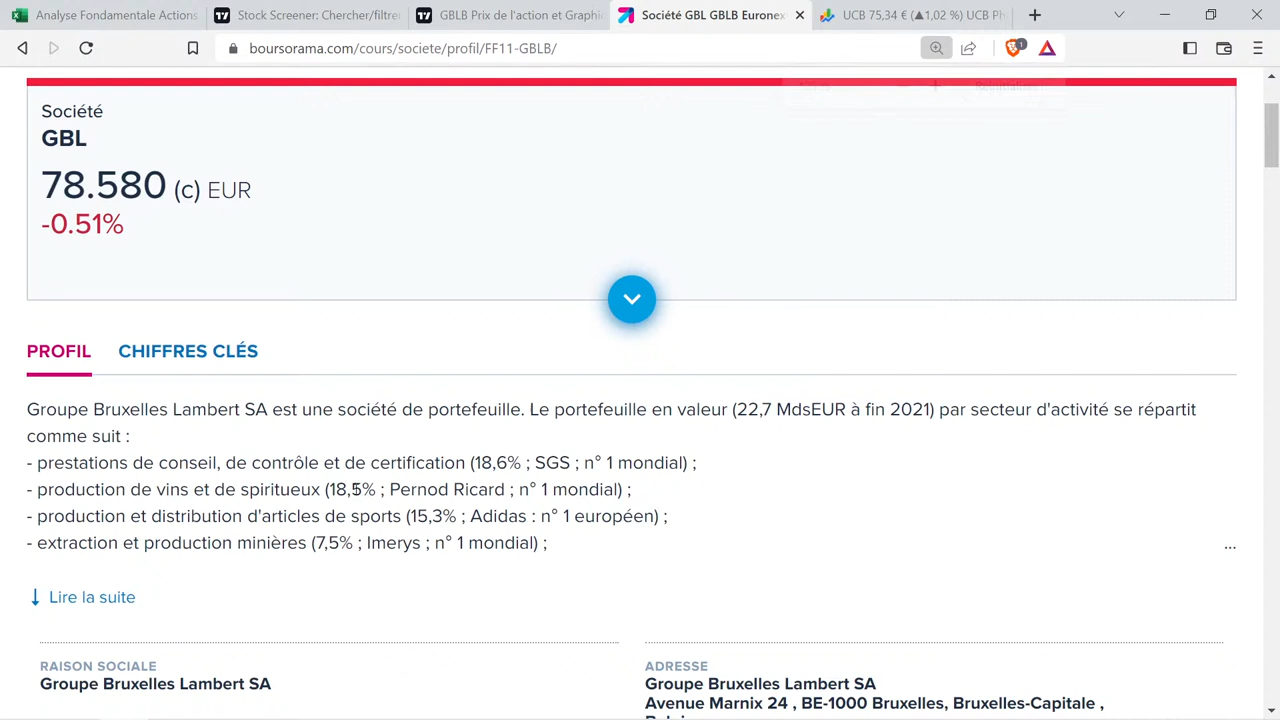 Analyse Fondamentale Actions
Stock Screener: Chercher/filtre
GBLB Prix de l'action et Graphi
Société GBL GBLB Eurone
UCB 75,34 € (▲1,02 %) UCB Ph
boursorama.com/cours/societe/profil/FF11-GBLB/
1
Société
GBL
78.580 (c) EUR
-0.51%
PROFIL CHIFFRES CLÉS
Groupe Bruxelles Lambert SA est une société de portefeuille. Le portefeuille en valeur (22,7 MdsEUR à fin 2021) par secteur d'activité se répartit
comme suit :
- prestations de conseil, de contrôle et de certification (18,6% ; SGS ; n° 1 mondial) ;
- production de vins et de spiritueux (18,5% ; Pernod Ricard ; n° 1 mondial) ;
- production et distribution d'articles de sports (15,3% ; Adidas : n° 1 européen) ;
- extraction et production minières (7,5% ; Imerys ; n° 1 mondial) ;
...
↓ Lire la suite
RAISON SOCIALE
Groupe Bruxelles Lambert SA
ADRESSE
Groupe Bruxelles Lambert SA
Avenue Marnix 24 , BE-1000 Bruxelles, Bruxelles-Capitale ,